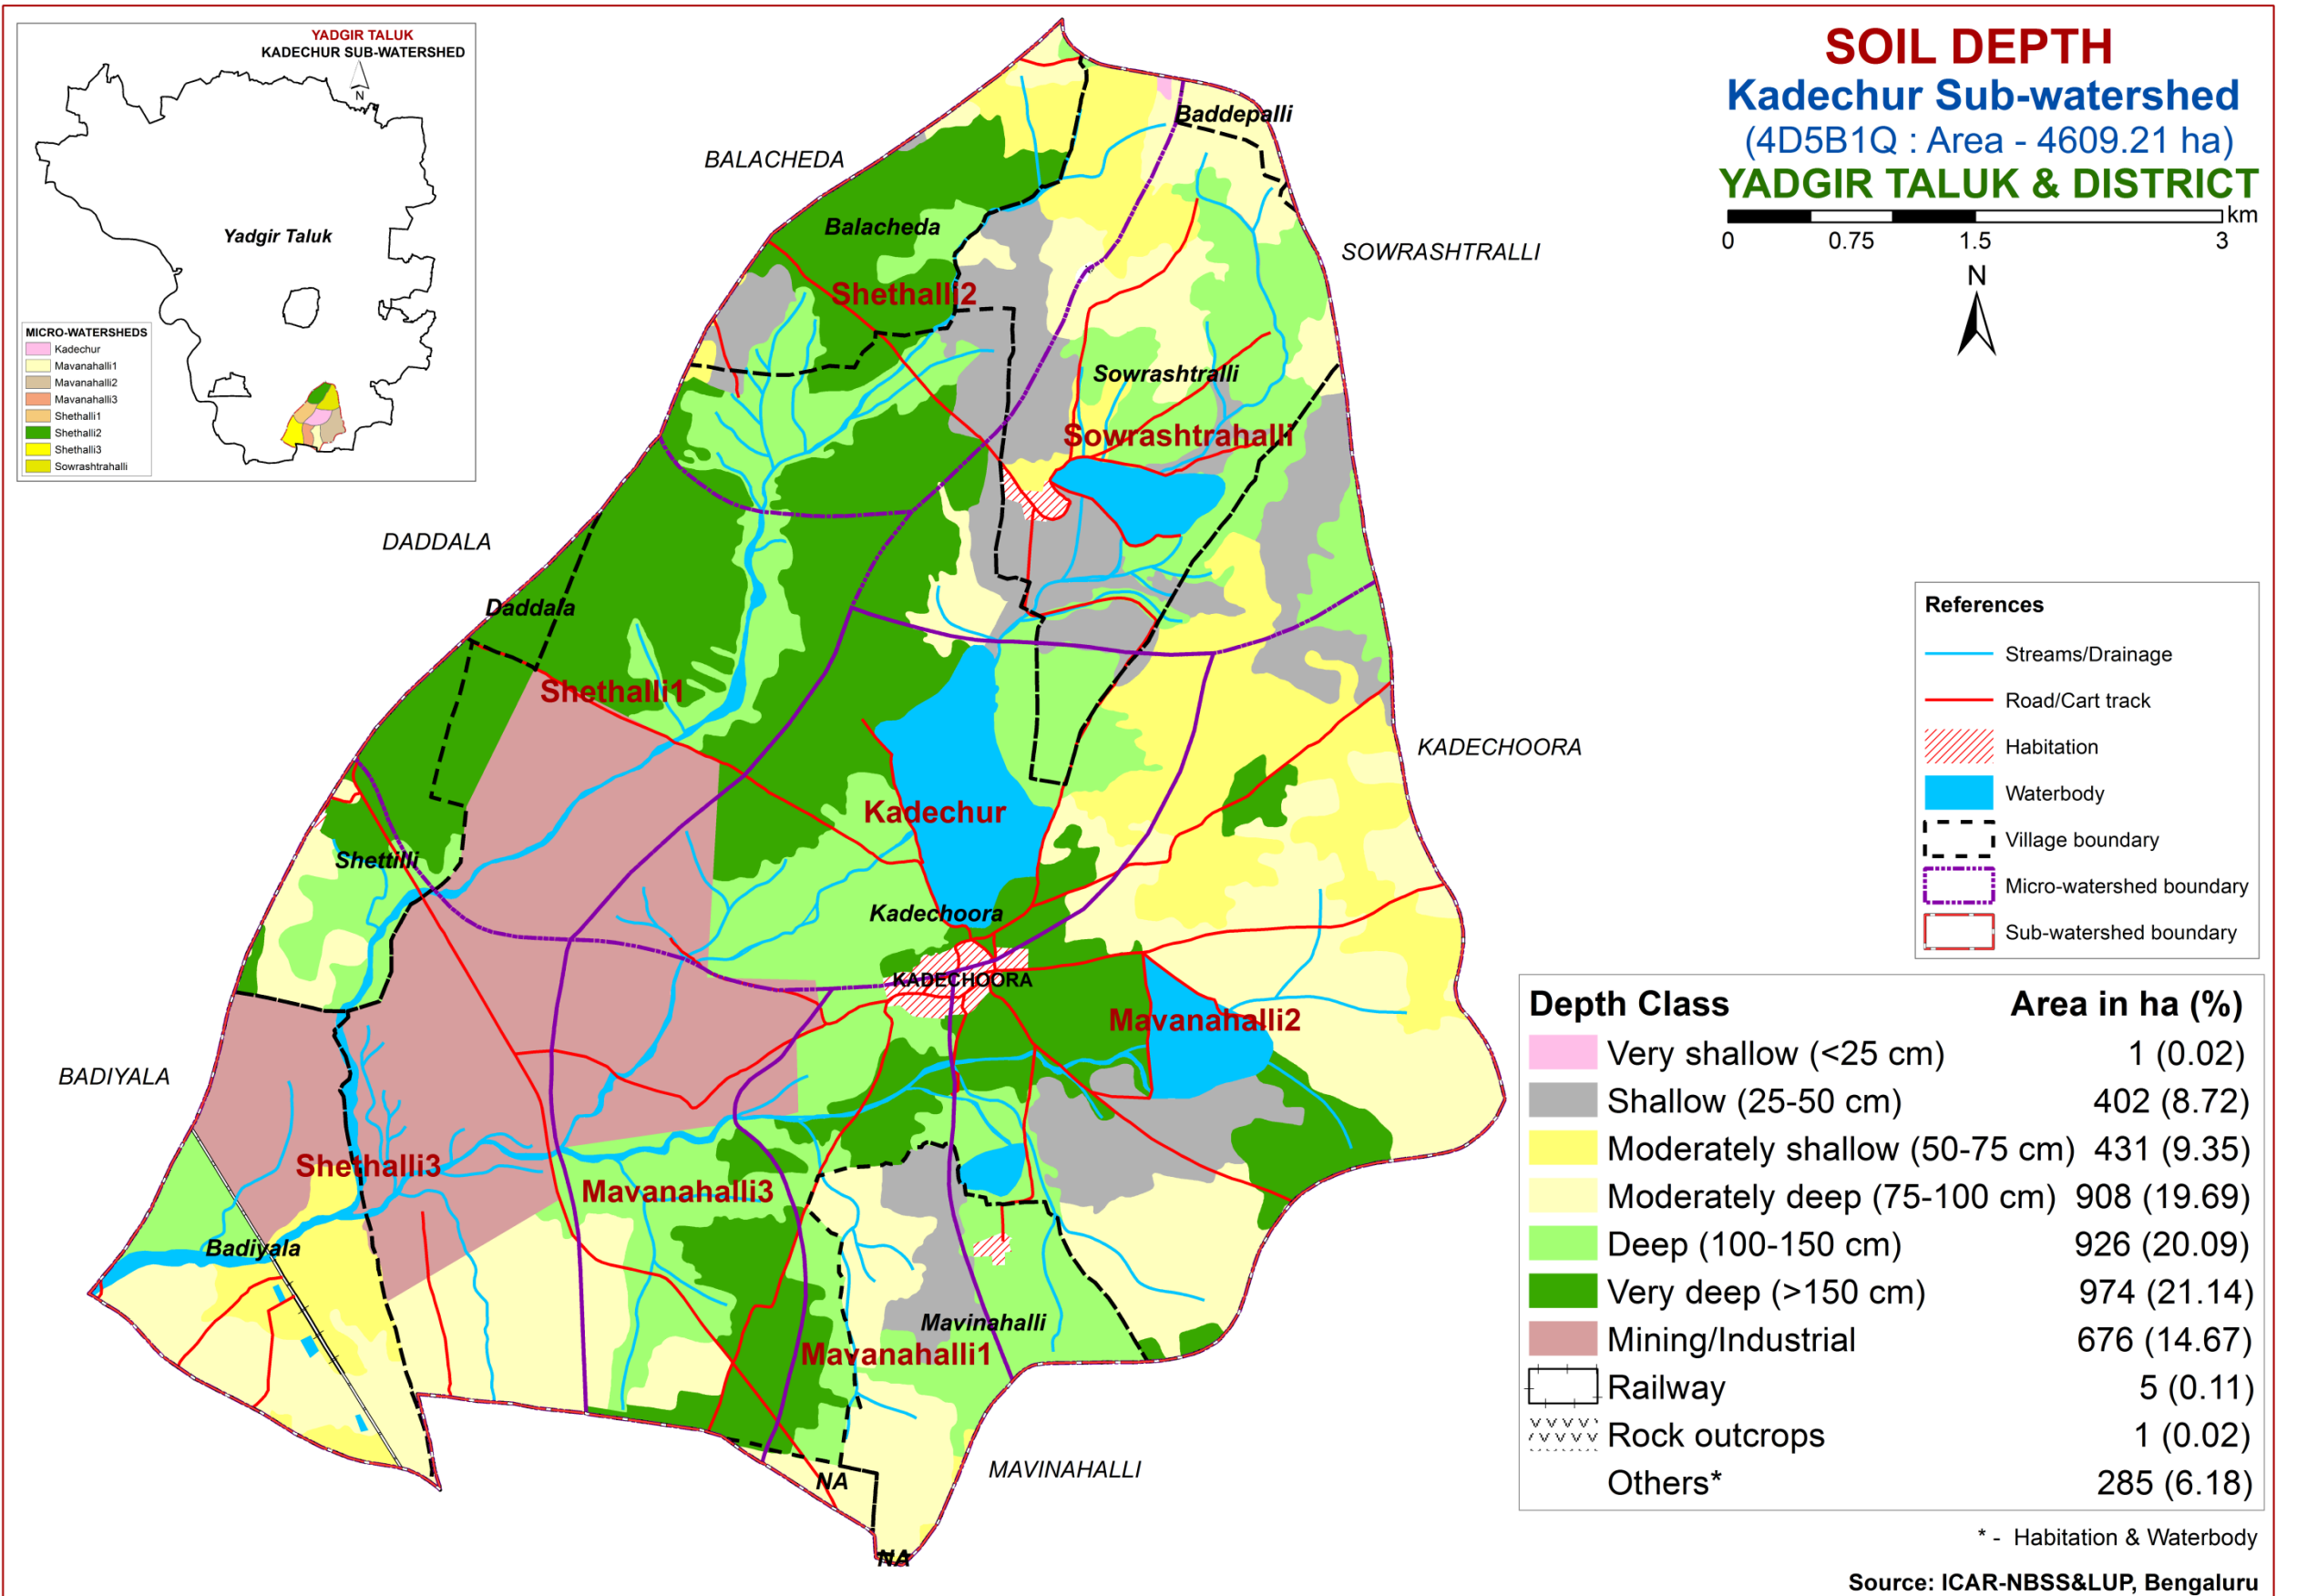 YADGIR TALUK
KADECHUR SUB-WATERSHED
N
Yadgir Taluk
MICRO-WATERSHEDS
Kadechur
Mavanahalli1
Mavanahalli2
Mavanahalli3
Shethalli1
Shethalli2
Shethalli3
Sowrashtrahalli
SOIL DEPTH
Kadechur Sub-watershed
(4D5B1Q : Area - 4609.21 ha)
YADGIR TALUK & DISTRICT
km
0 0.75 1.5 3
N
Baddepalli
BALACHEDA
Balacheda
SOWRASHTRALLI
Shethalli2
Sowrashtralli
Sowrashtrahalli
DADDALA
Daddala
Shethalli1
KADECHOORA
Kadechur
Shettilli
Kadechoora
KADECHOORA
Mavanahalli2
BADIYALA
Shethalli3
Mavanahalli3
Badiyala
Mavinahalli
Mavanahalli1
MAVINAHALLI
NA
NA
References
Streams/Drainage
Road/Cart track
Habitation
Waterbody
Village boundary
Micro-watershed boundary
Sub-watershed boundary
Depth Class Area in ha (%)
Very shallow (<25 cm) 1 (0.02)
Shallow (25-50 cm) 402 (8.72)
Moderately shallow (50-75 cm) 431 (9.35)
Moderately deep (75-100 cm) 908 (19.69)
Deep (100-150 cm) 926 (20.09)
Very deep (>150 cm) 974 (21.14)
Mining/Industrial 676 (14.67)
Railway 5 (0.11)
Rock outcrops 1 (0.02)
Others* 285 (6.18)
* - Habitation & Waterbody
Source: ICAR-NBSS&LUP, Bengaluru